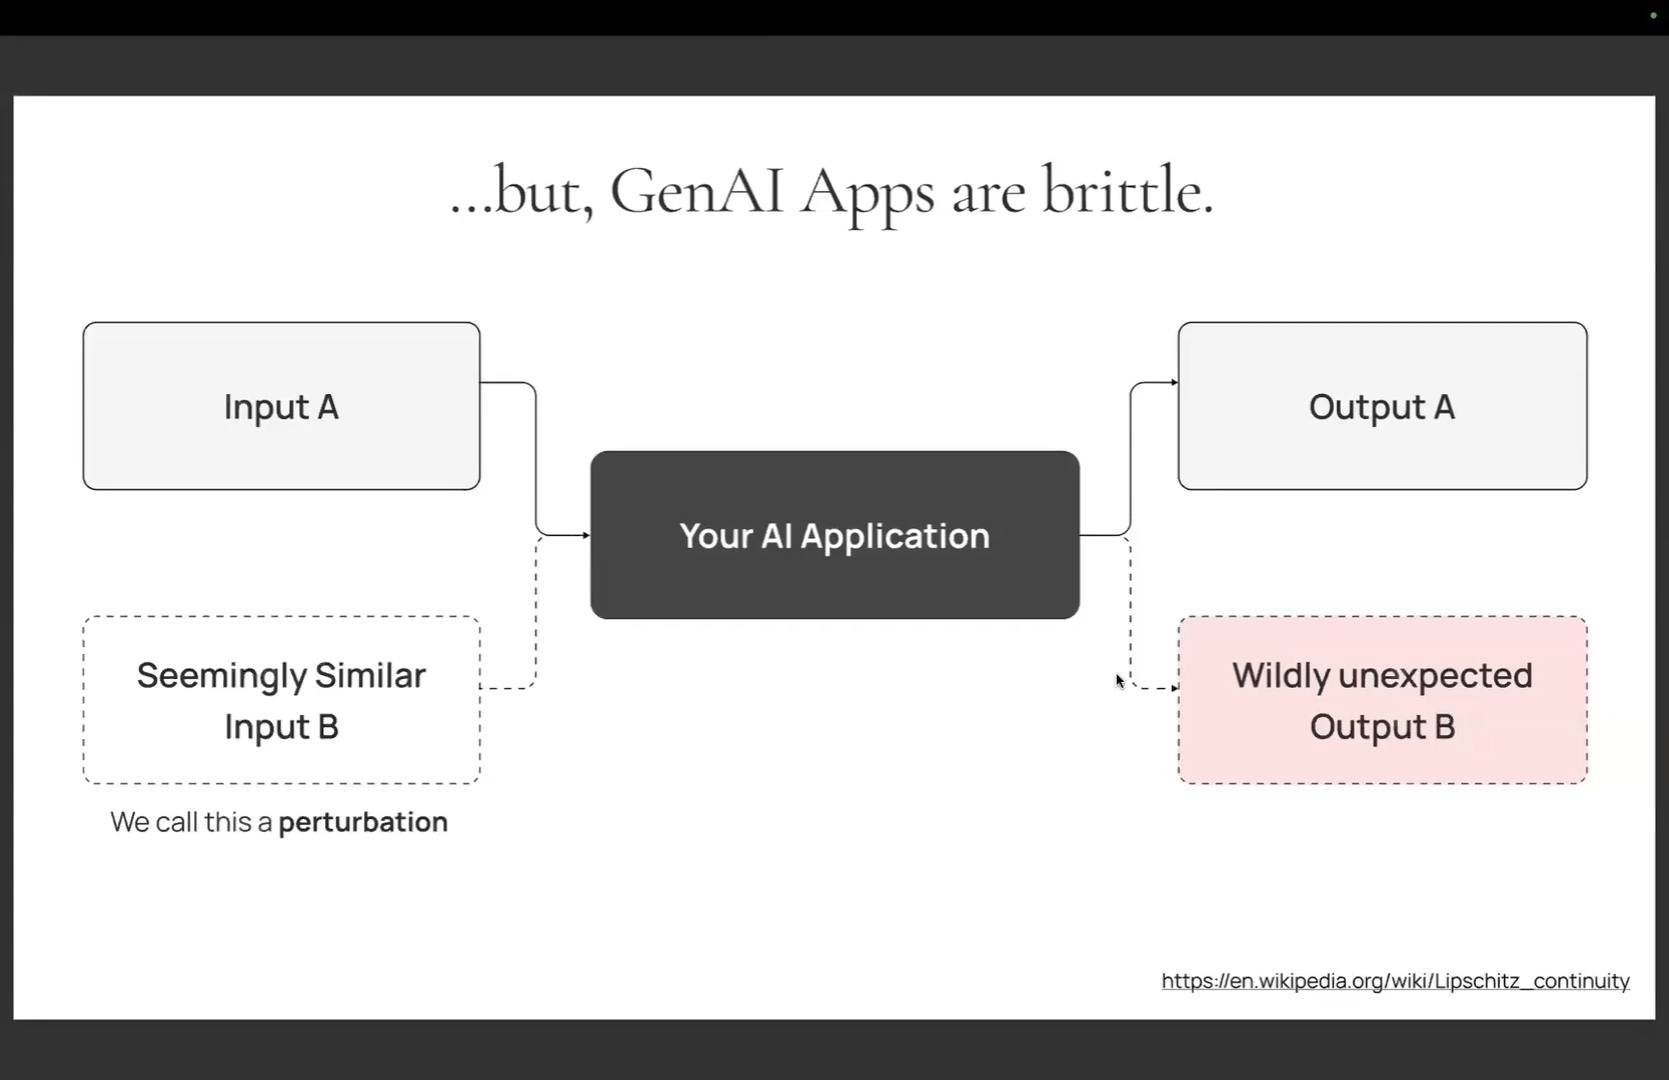 ...but, GenAI Apps are brittle.
Input A
Output A
Your AI Application
Seemingly Similar
Input B
Wildly unexpected
Output B
We call this a perturbation
https://en.wikipedia.org/wiki/Lipschitz_continuity